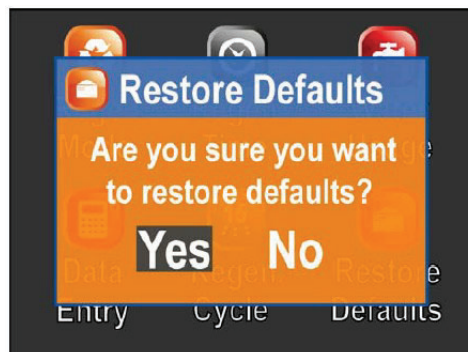 Restore Defaults
Are you sure you want
to restore defaults?
Yes No
Data Regen Restore
Entry Cycle Defaults